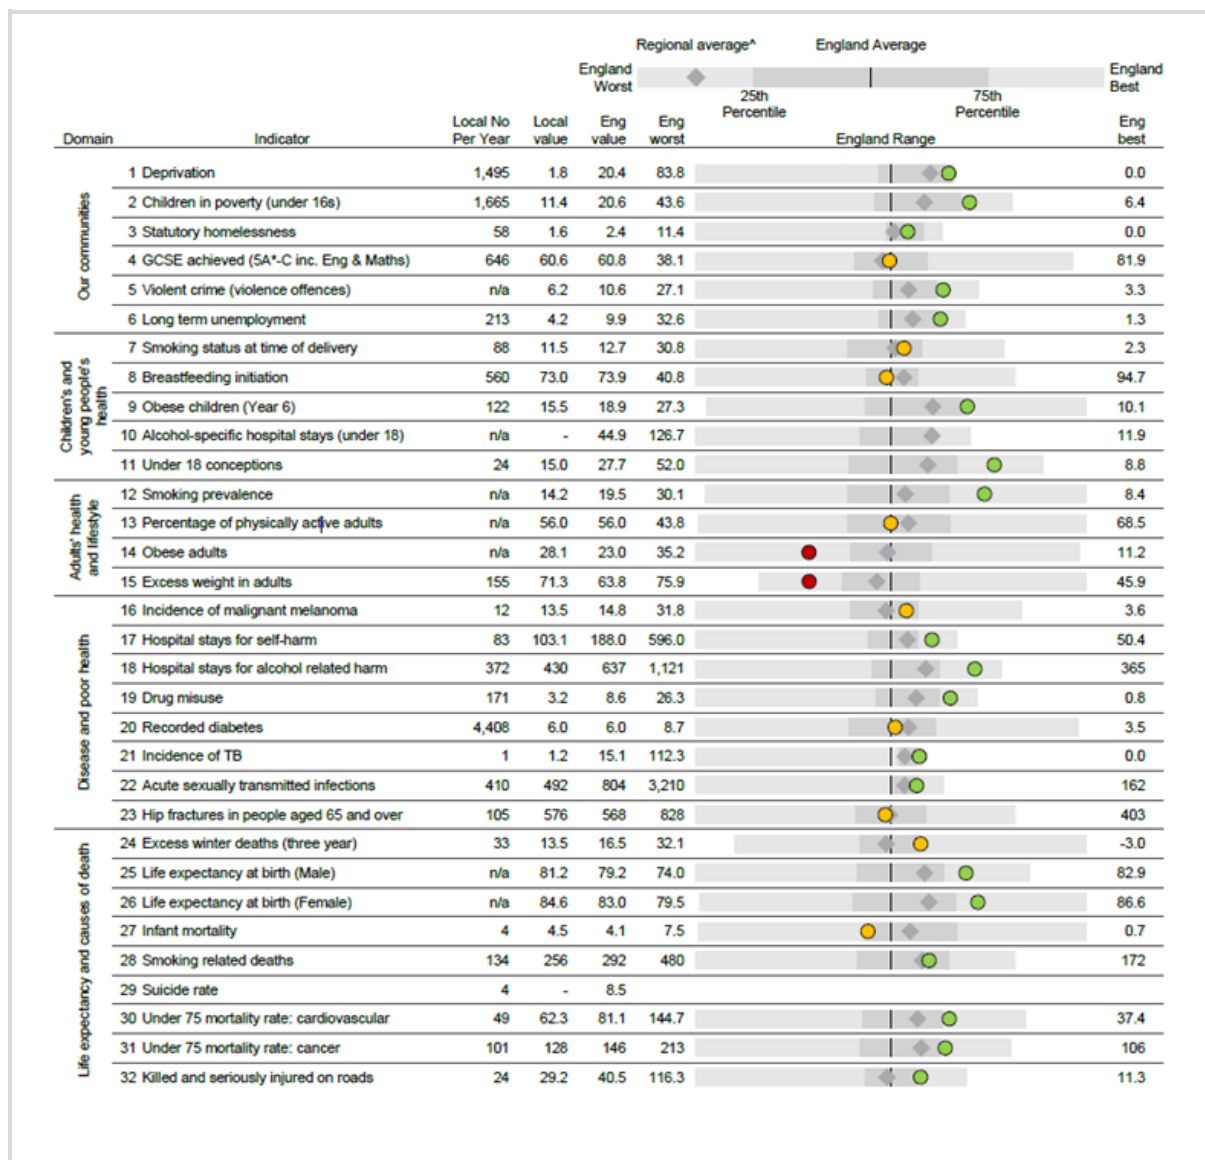 Regional average^ England Average
England Worst England Best
25th Percentile 75th Percentile
Domain Indicator Local No Per Year Local value Eng value Eng worst England Range Eng best
Our communities
1 Deprivation 1,495 1.8 20.4 83.8 0.0
2 Children in poverty (under 16s) 1,665 11.4 20.6 43.6 6.4
3 Statutory homelessness 58 1.6 2.4 11.4 0.0
4 GCSE achieved (5A*-C inc. Eng & Maths) 646 60.6 60.8 38.1 81.9
5 Violent crime (violence offences) n/a 6.2 10.6 27.1 3.3
6 Long term unemployment 213 4.2 9.9 32.6 1.3
Children's and young people's health
7 Smoking status at time of delivery 88 11.5 12.7 30.8 2.3
8 Breastfeeding initiation 560 73.0 73.9 40.8 94.7
9 Obese children (Year 6) 122 15.5 18.9 27.3 10.1
10 Alcohol-specific hospital stays (under 18) n/a - 44.9 126.7 11.9
11 Under 18 conceptions 24 15.0 27.7 52.0 8.8
Adults' health and lifestyle
12 Smoking prevalence n/a 14.2 19.5 30.1 8.4
13 Percentage of physically active adults n/a 56.0 56.0 43.8 68.5
14 Obese adults n/a 28.1 23.0 35.2 11.2
15 Excess weight in adults 155 71.3 63.8 75.9 45.9
Disease and poor health
16 Incidence of malignant melanoma 12 13.5 14.8 31.8 3.6
17 Hospital stays for self-harm 83 103.1 188.0 596.0 50.4
18 Hospital stays for alcohol related harm 372 430 637 1,121 365
19 Drug misuse 171 3.2 8.6 26.3 0.8
20 Recorded diabetes 4,408 6.0 6.0 8.7 3.5
21 Incidence of TB 1 1.2 15.1 112.3 0.0
22 Acute sexually transmitted infections 410 492 804 3,210 162
23 Hip fractures in people aged 65 and over 105 576 568 828 403
Life expectancy and causes of death
24 Excess winter deaths (three year) 33 13.5 16.5 32.1 -3.0
25 Life expectancy at birth (Male) n/a 81.2 79.2 74.0 82.9
26 Life expectancy at birth (Female) n/a 84.6 83.0 79.5 86.6
27 Infant mortality 4 4.5 4.1 7.5 0.7
28 Smoking related deaths 134 256 292 480 172
29 Suicide rate 4 - 8.5
30 Under 75 mortality rate: cardiovascular 49 62.3 81.1 144.7 37.4
31 Under 75 mortality rate: cancer 101 128 146 213 106
32 Killed and seriously injured on roads 24 29.2 40.5 116.3 11.3